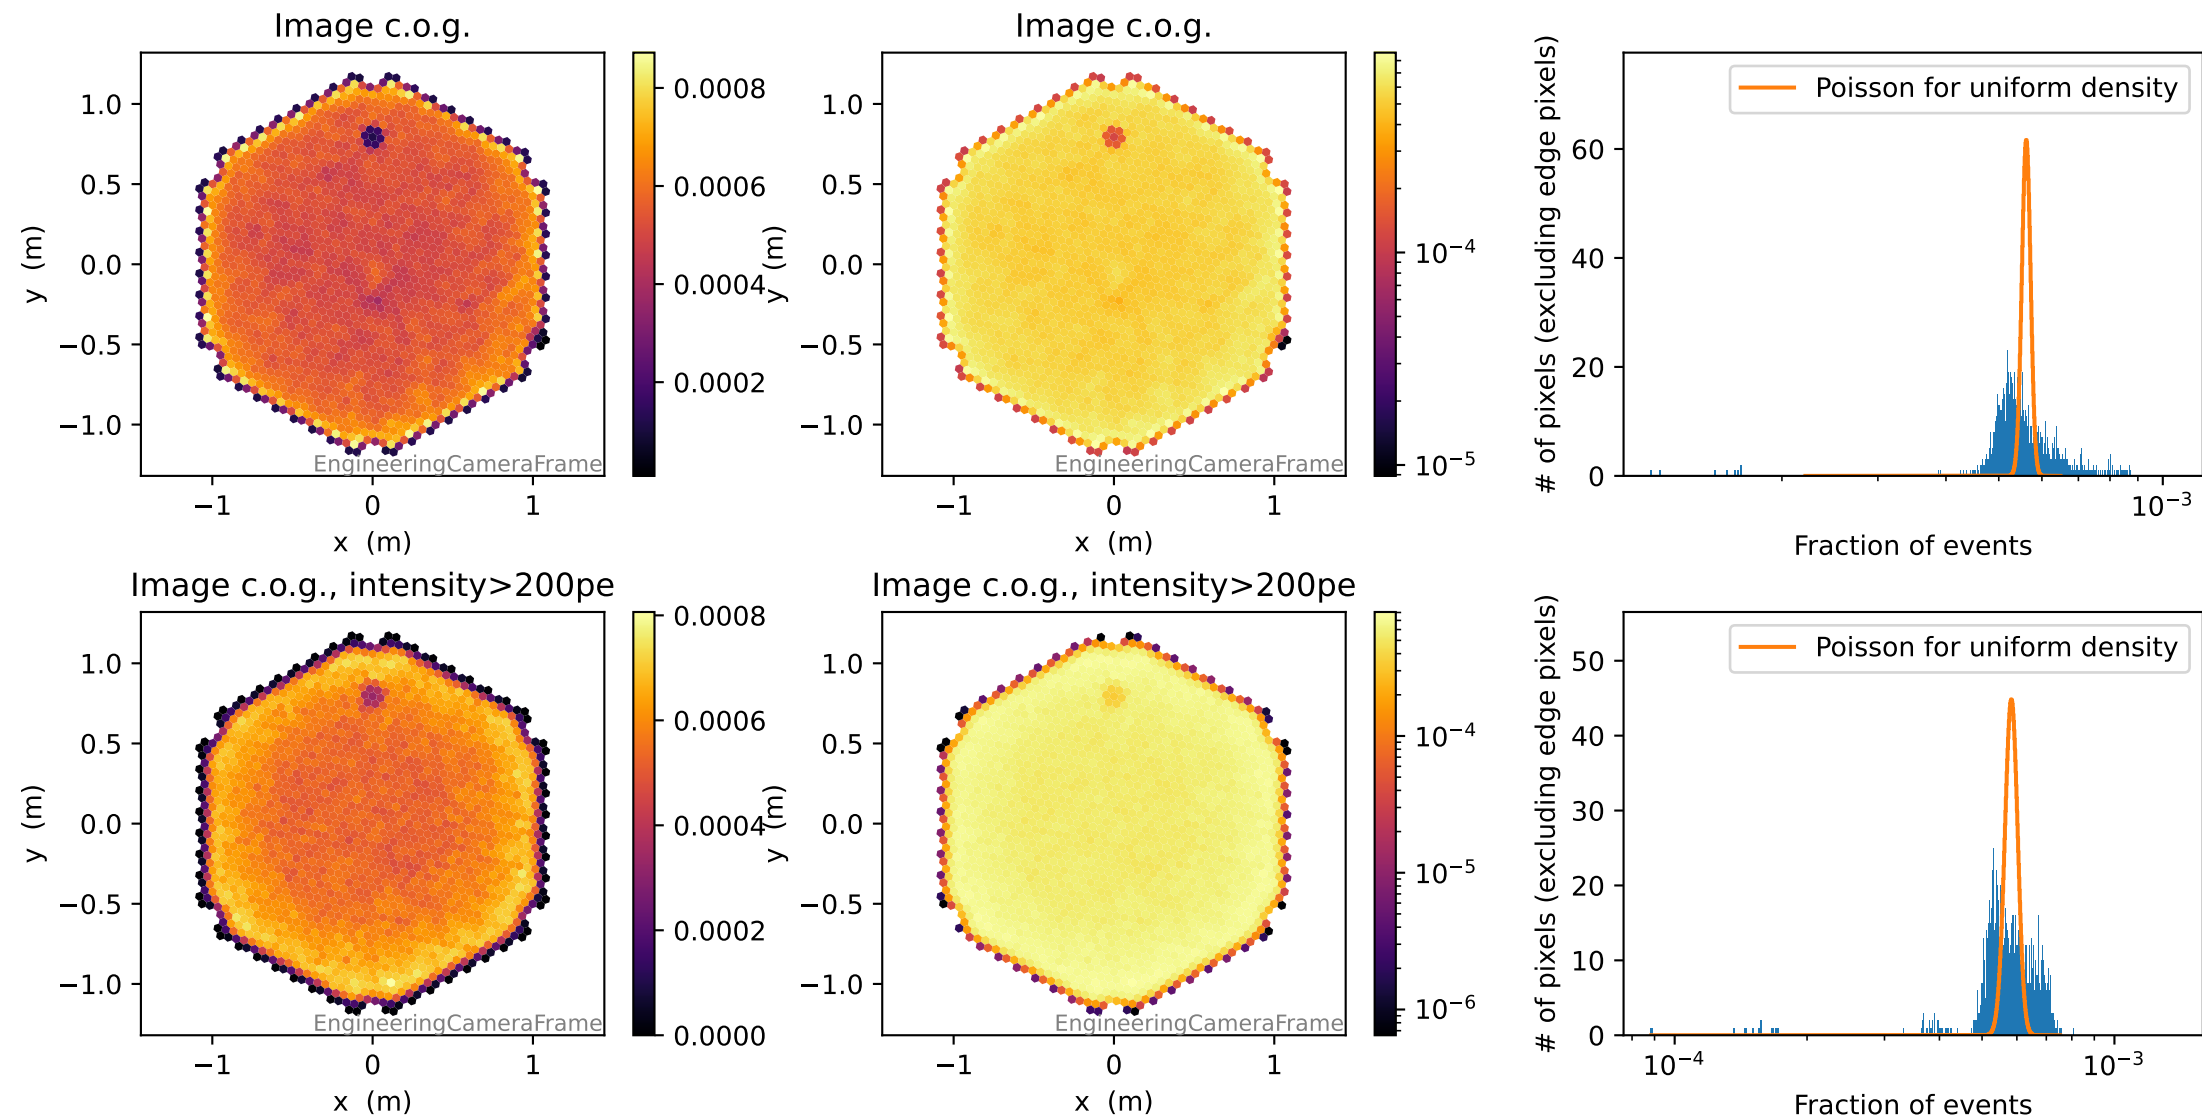 Image c.o.g.
1.0
0.5
0.0
−0.5
−1.0
y (m)
−1 0 1
x (m)
EngineeringCameraFrame
0.0008
0.0006
0.0004
0.0002
Image c.o.g.
1.0
0.5
0.0
−0.5
−1.0
y (m)
−1 0 1
x (m)
EngineeringCameraFrame
10⁻⁴
10⁻⁵
# of pixels (excluding edge pixels)
60
40
20
0
Poisson for uniform density
10⁻³
Fraction of events
Image c.o.g., intensity>200pe
1.0
0.5
0.0
−0.5
−1.0
y (m)
−1 0 1
x (m)
EngineeringCameraFrame
0.0008
0.0006
0.0004
0.0002
0.0000
Image c.o.g., intensity>200pe
1.0
0.5
0.0
−0.5
−1.0
y (m)
−1 0 1
x (m)
EngineeringCameraFrame
10⁻⁴
10⁻⁵
10⁻⁶
# of pixels (excluding edge pixels)
50
40
30
20
10
0
Poisson for uniform density
10⁻⁴ 10⁻³
Fraction of events